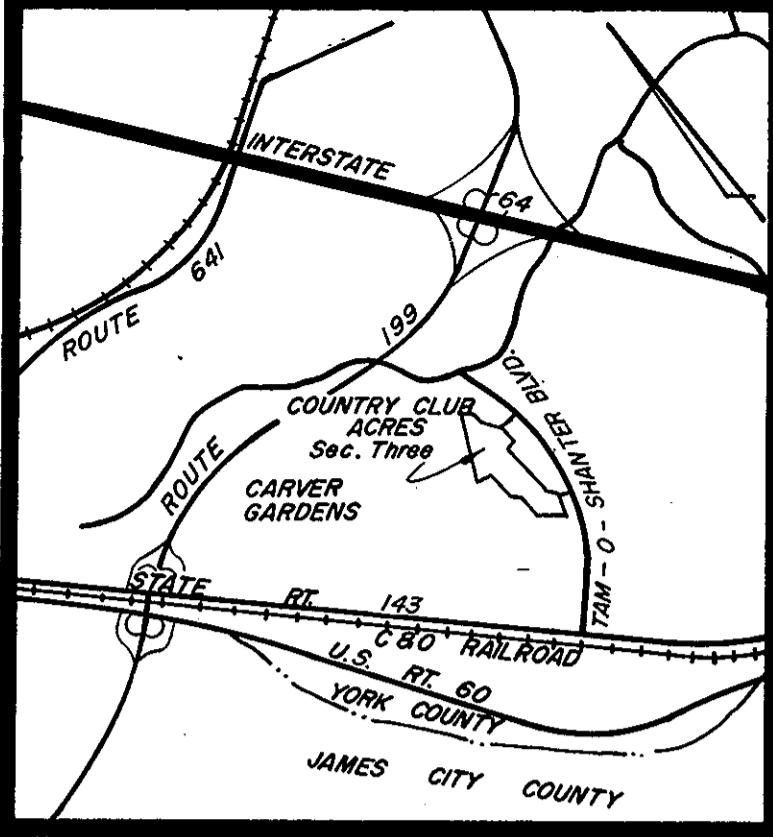 INTERSTATE
64
641
ROUTE
199
COUNTRY CLUB
ACRES
Sec. Three
TAM-O-SHANTER BLVD.
ROUTE
CARVER
GARDENS
STATE RT. 143
C&O RAILROAD
U.S. RT. 60
YORK COUNTY
JAMES CITY COUNTY